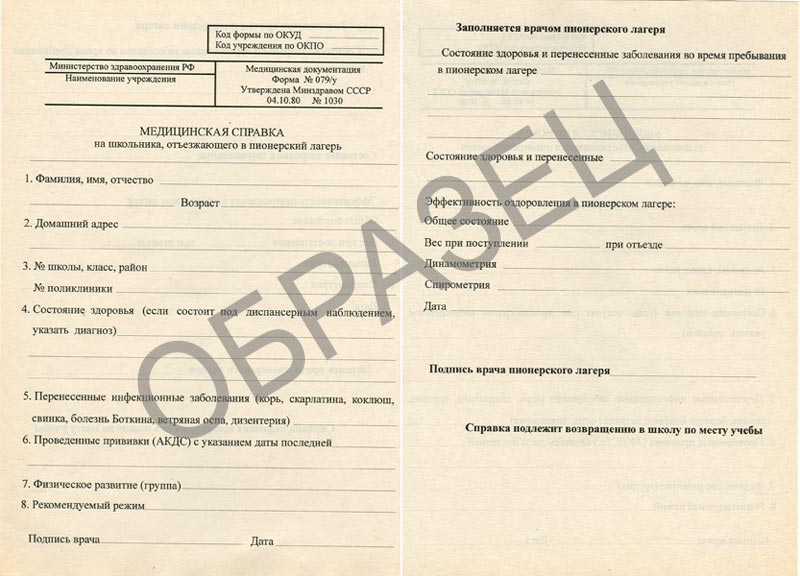 Код формы по ОКУД
Код учреждения по ОКПО
Министерство здравоохранения РФ
Наименование учреждения
Медицинская документация
Форма № 079/у
Утверждена Минздравом СССР
04.10.80 № 1030
МЕДИЦИНСКАЯ СПРАВКА
на школьника, отъезжающего в пионерский лагерь
1. Фамилия, имя, отчество
Возраст
2. Домашний адрес
3. № школы, класс, район
№ поликлиники
4. Состояние здоровья (если состоит под диспансерным наблюдением,
указать диагноз)
5. Перенесенные инфекционные заболевания (корь, скарлатина, коклюш,
свинка, болезнь Боткина, ветряная оспа, дизентерия)
6. Проведенные прививки (АКДС) с указанием даты последней
7. Физическое развитие (группа)
8. Рекомендуемый режим
Подпись врача Дата
Заполняется врачом пионерского лагеря
Состояние здоровья и перенесенные заболевания во время пребывания
в пионерском лагере
Состояние здоровья и перенесенные
Эффективность оздоровления в пионерском лагере:
Общее состояние
Вес при поступлении при отъезде
Динамометрия
Спирометрия
Дата
Подпись врача пионерского лагеря
Справка подлежит возвращению в школу по месту учебы
ОБРАЗЕЦ